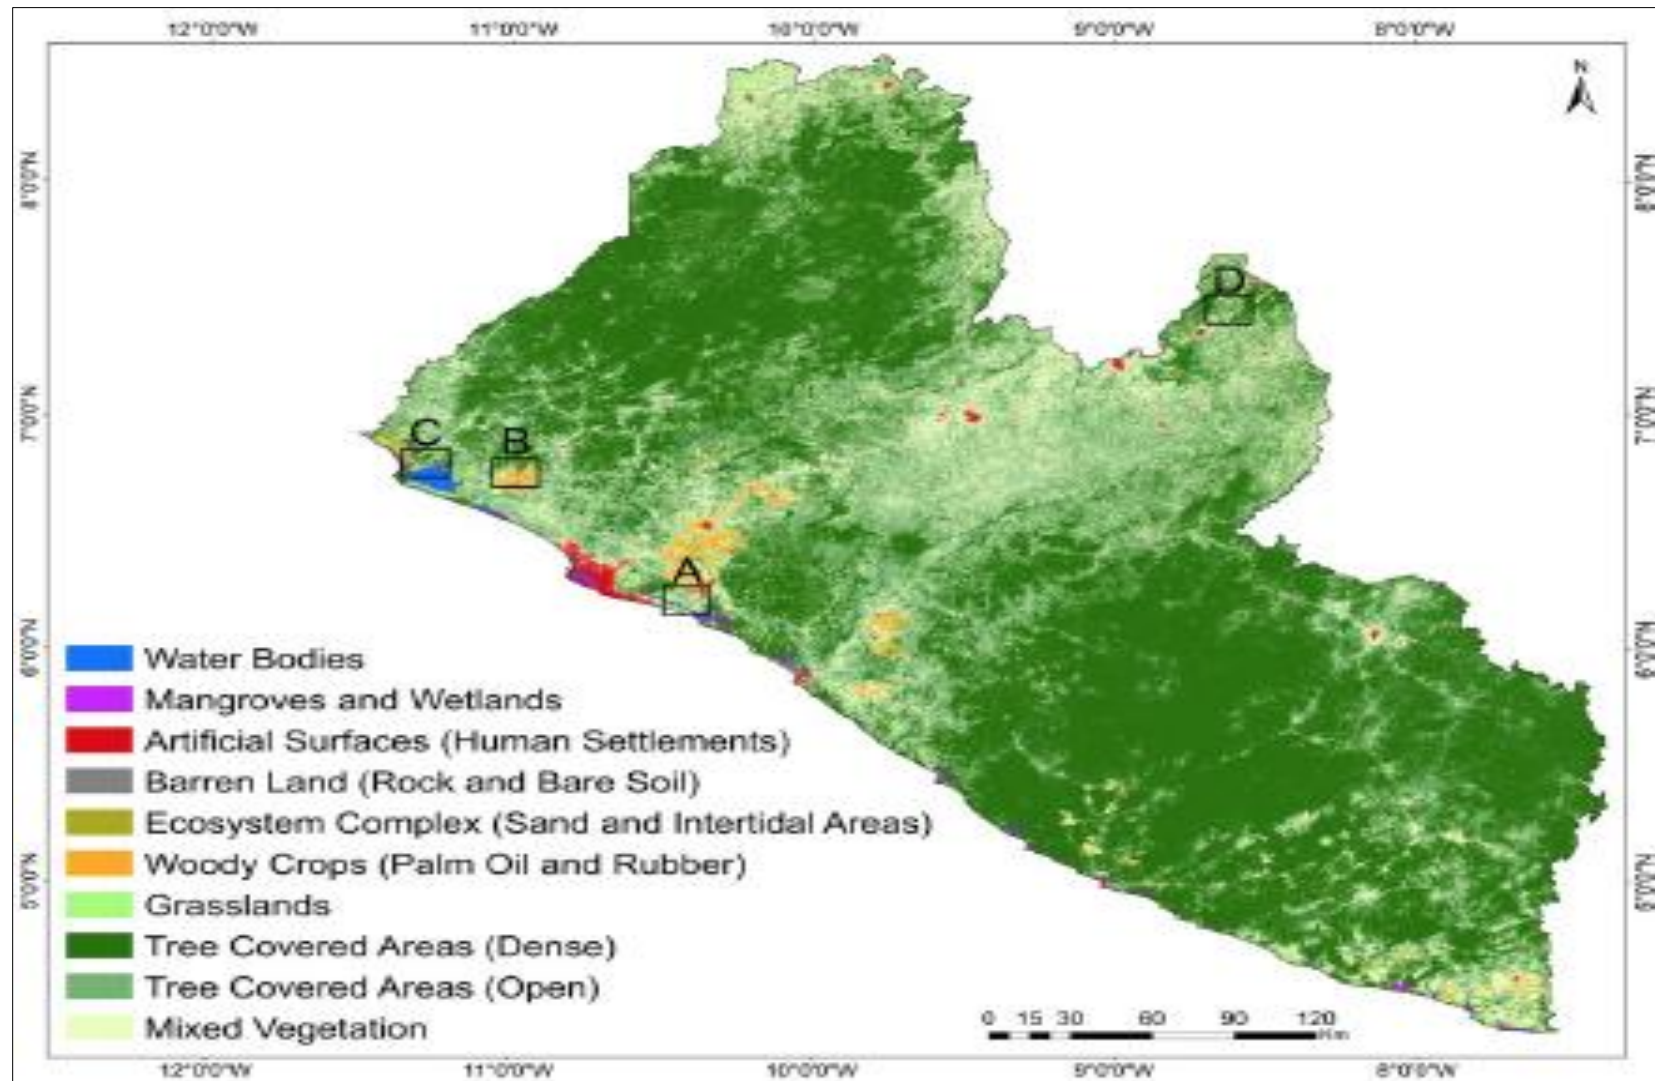 12°0'0"W 11°0'0"W 10°0'0"W 9°0'0"W 8°0'0"W
N
8°0'0"N 8°0'0"N
D
7°0'0"N 7°0'0"N
C B
A
6°0'0"N 6°0'0"N
Water Bodies
Mangroves and Wetlands
Artificial Surfaces (Human Settlements)
Barren Land (Rock and Bare Soil)
Ecosystem Complex (Sand and Intertidal Areas)
5°0'0"N 5°0'0"N
Woody Crops (Palm Oil and Rubber)
Grasslands
Tree Covered Areas (Dense)
Tree Covered Areas (Open)
Mixed Vegetation
0 15 30 60 90 120
Km
12°0'0"W 11°0'0"W 10°0'0"W 9°0'0"W 8°0'0"W